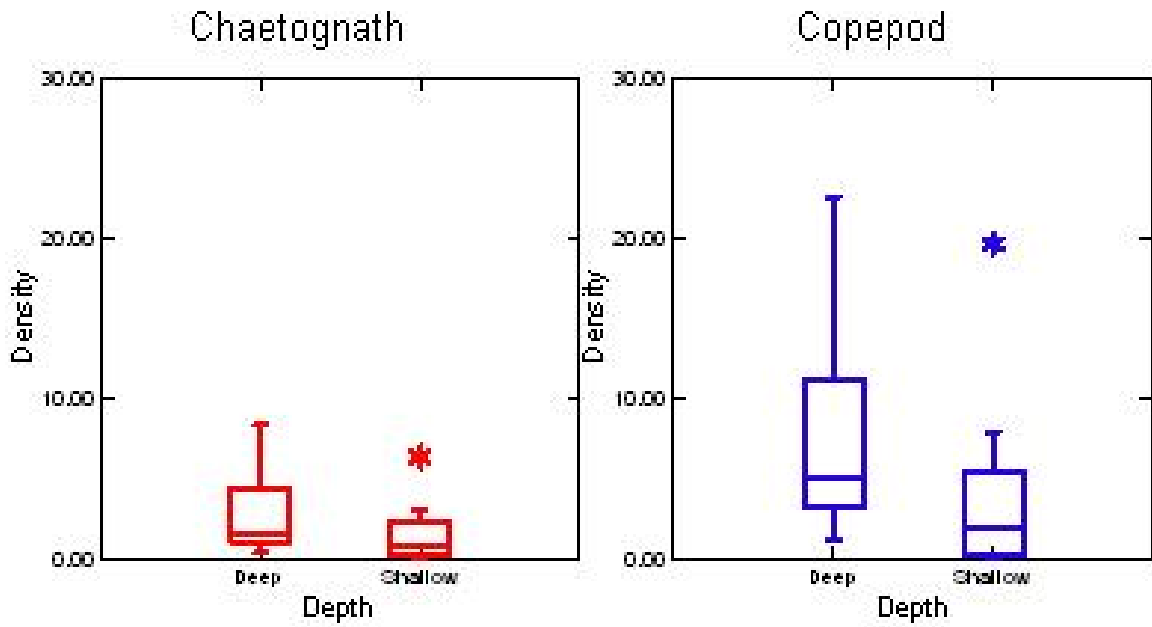 Chaetognath
30.00
20.00
10.00
0.00
Density
Deep
Shallow
Depth
Copepod
30.00
20.00
10.00
0.00
Density
Deep
Shallow
Depth